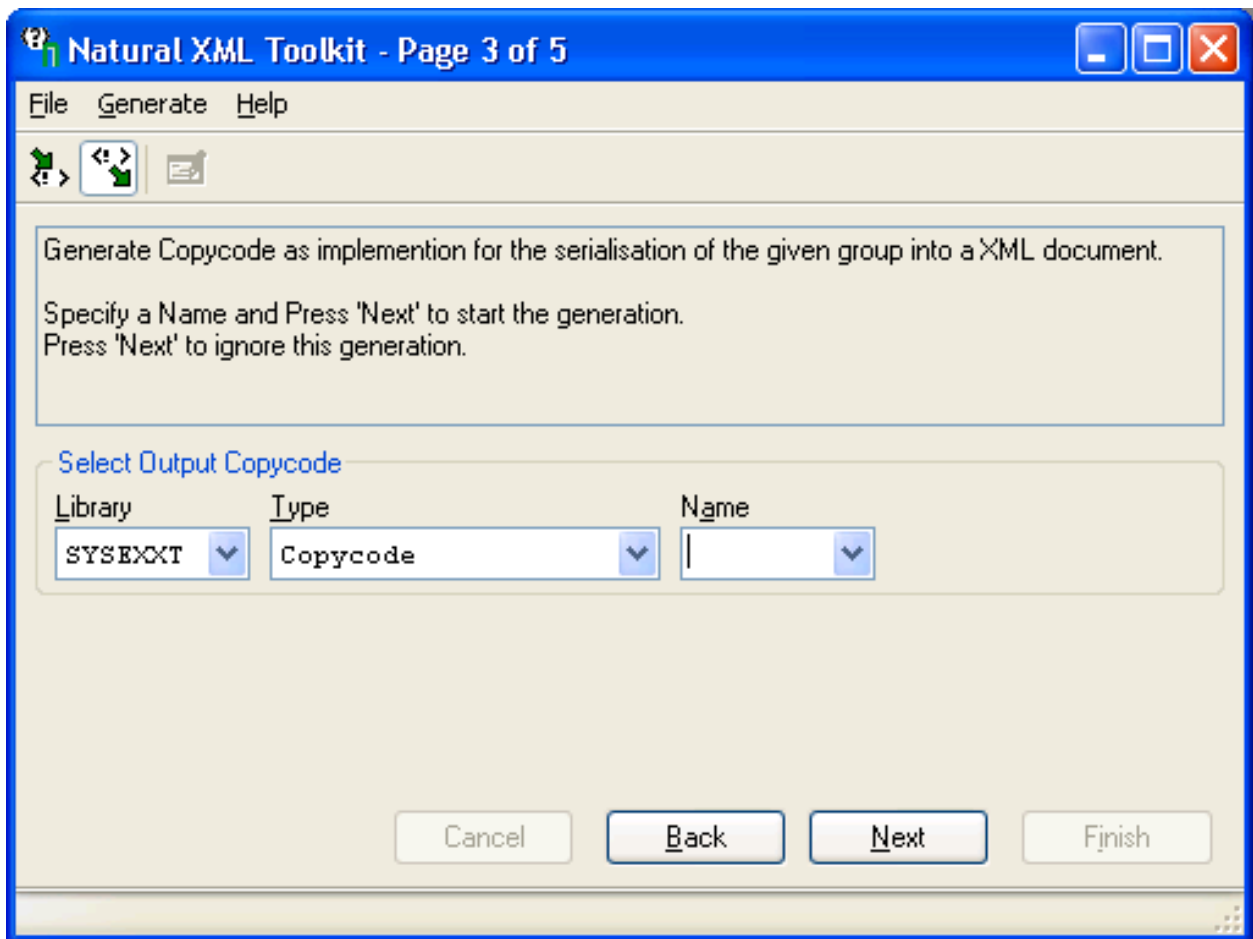 Natural XML Toolkit - Page 3 of 5
File Generate Help
Generate Copycode as implemention for the serialisation of the given group into a XML document.
Specify a Name and Press 'Next' to start the generation.
Press 'Next' to ignore this generation.
Select Output Copycode
Library Type Name
SYSEXXT Copycode
Cancel Back Next Finish